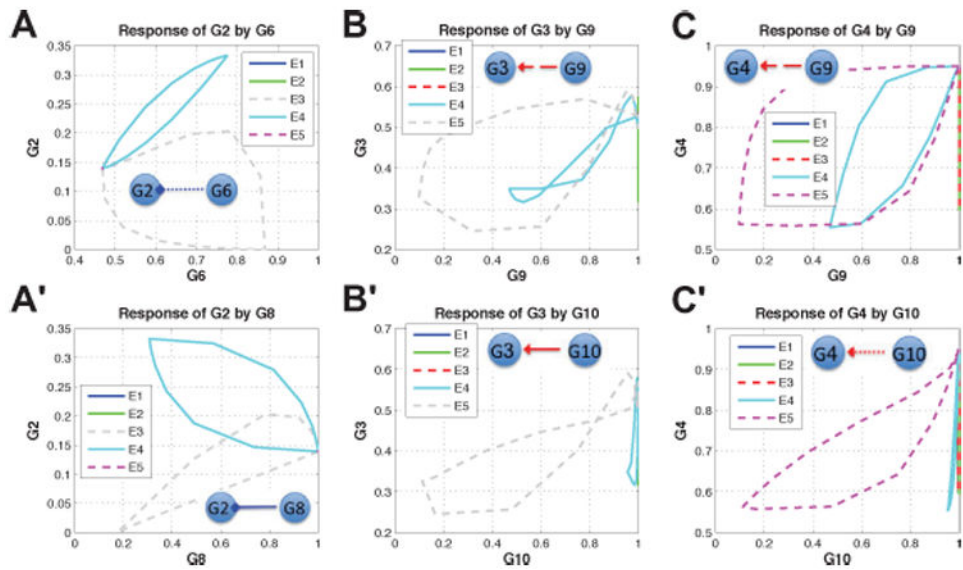 A
Response of G2 by G6
0.35
0.3
0.25
0.2
0.15
0.1
0.05
0
G2
E1
E2
E3
E4
E5
G2
G6
0.4
0.5
0.6
0.7
0.8
0.9
1
G6
B
Response of G3 by G9
0.7
0.6
0.5
0.4
0.3
0.2
G3
E1
E2
E3
E4
E5
G3
G9
0
0.2
0.4
0.6
0.8
1
G9
C
Response of G4 by G9
1
0.9
0.8
0.7
0.6
0.5
G4
G4
G9
E1
E2
E3
E4
E5
0
0.2
0.4
0.6
0.8
1
G9
A'
Response of G2 by G8
0.35
0.3
0.25
0.2
0.15
0.1
0.05
0
G2
E1
E2
E3
E4
E5
G2
G8
0
0.2
0.4
0.6
0.8
1
G8
B'
Response of G3 by G10
0.7
0.6
0.5
0.4
0.3
0.2
G3
E1
E2
E3
E4
E5
G3
G10
0
0.2
0.4
0.6
0.8
1
G10
C'
Response of G4 by G10
1
0.9
0.8
0.7
0.6
0.5
G4
E1
E2
E3
E4
E5
G4
G10
0
0.2
0.4
0.6
0.8
1
G10